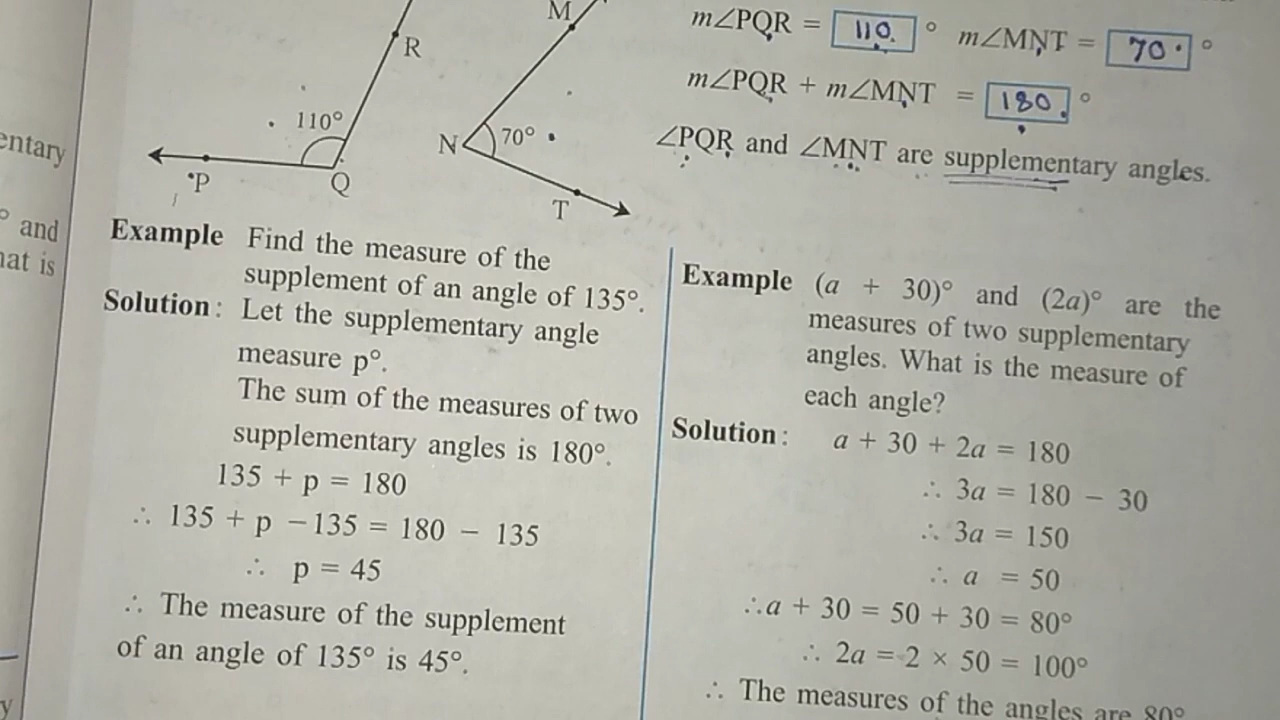 entary
° and
hat is
y
R
110°
P
Q
M
N
70°
T
m∠PQR = 110 ° m∠MNT = 70 °
m∠PQR + m∠MNT = 180 °
∠PQR and ∠MNT are supplementary angles.
Example Find the measure of the
supplement of an angle of 135°.
Solution : Let the supplementary angle
measure p°.
The sum of the measures of two
supplementary angles is 180°.
135 + p = 180
∴ 135 + p − 135 = 180 − 135
∴ p = 45
∴ The measure of the supplement
of an angle of 135° is 45°.
Example (a + 30)° and (2a)° are the
measures of two supplementary
angles. What is the measure of
each angle?
Solution : a + 30 + 2a = 180
∴ 3a = 180 − 30
∴ 3a = 150
∴ a = 50
∴ a + 30 = 50 + 30 = 80°
∴ 2a = 2 × 50 = 100°
∴ The measures of the angles are 80°